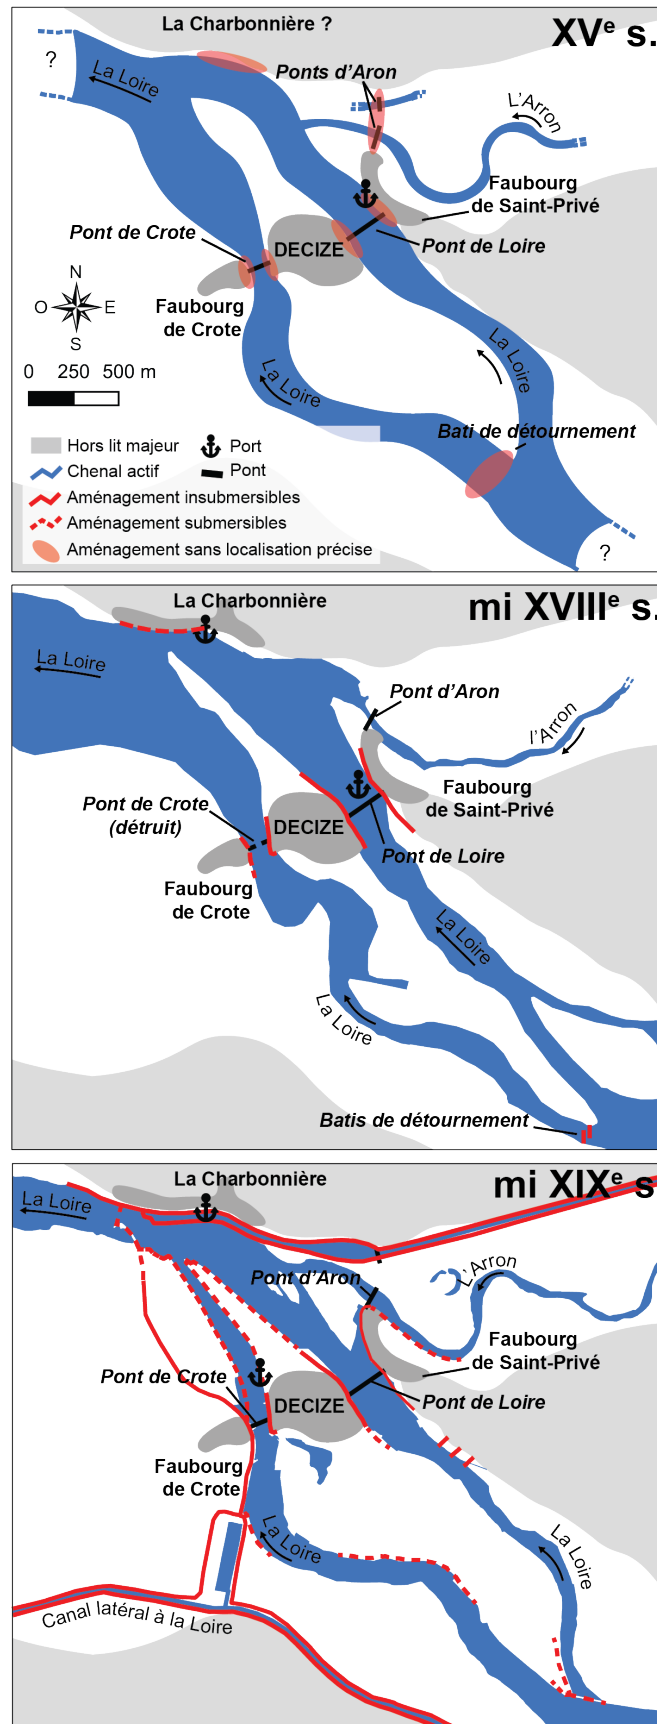 La Charbonnière ?
XVe s.
?
La Loire
Ponts d'Aron
L'Arron
Faubourg
de Saint-Privé
Pont de Crote
DECIZE
Pont de Loire
N
O E
S
Faubourg
de Crote
0 250 500 m
La Loire
La Loire
Bati de détournement
Hors lit majeur
Port
Chenal actif
Pont
Aménagement insubmersibles
Aménagement submersibles
Aménagement sans localisation précise
?
La Charbonnière
mi XVIIIe s.
La Loire
Pont d'Aron
l'Arron
Faubourg
de Saint-Privé
Pont de Crote
(détruit)
DECIZE
Pont de Loire
Faubourg
de Crote
La Loire
La Loire
Batis de détournement
La Charbonnière
mi XIXe s
La Loire
Pont d'Aron
L'Arron
Faubourg
de Saint-Privé
Pont de Crote
DECIZE
Pont de Loire
Faubourg
de Crote
La Loire
La Loire
Canal latéral à la Loire